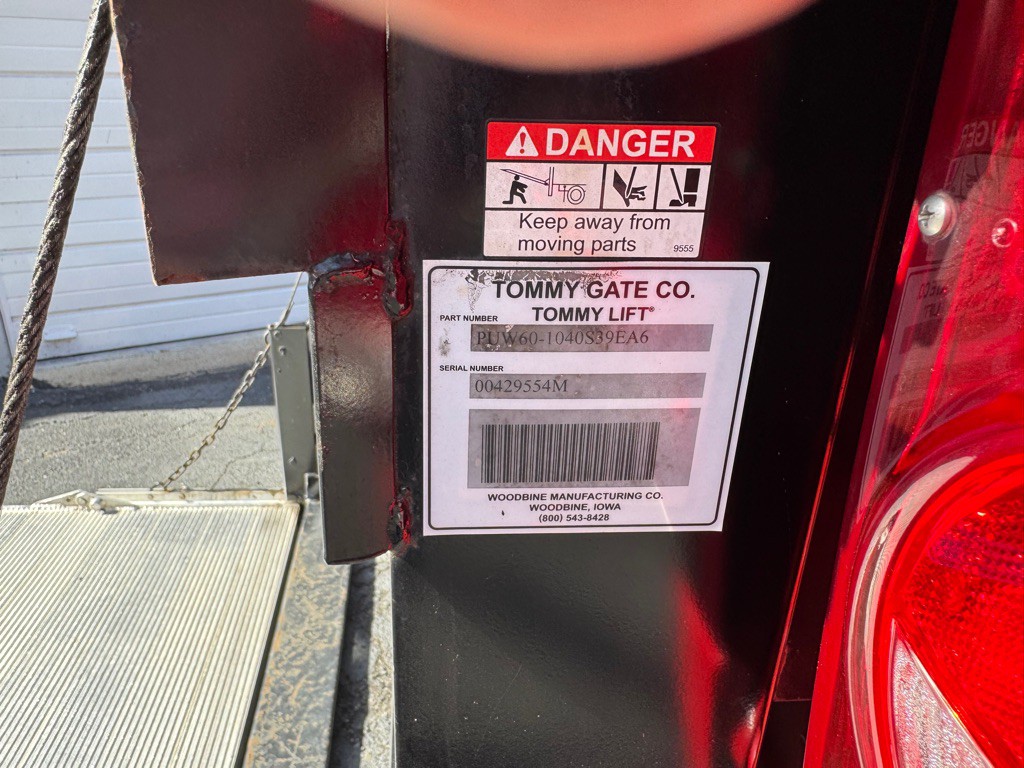 DANGER
Keep away from
moving parts
9555
TOMMY GATE CO.
TOMMY LIFT®
PART NUMBER
PUW60-1040S39EA6
SERIAL NUMBER
00429554M
WOODBINE MANUFACTURING CO.
WOODBINE, IOWA
(800) 543-8428